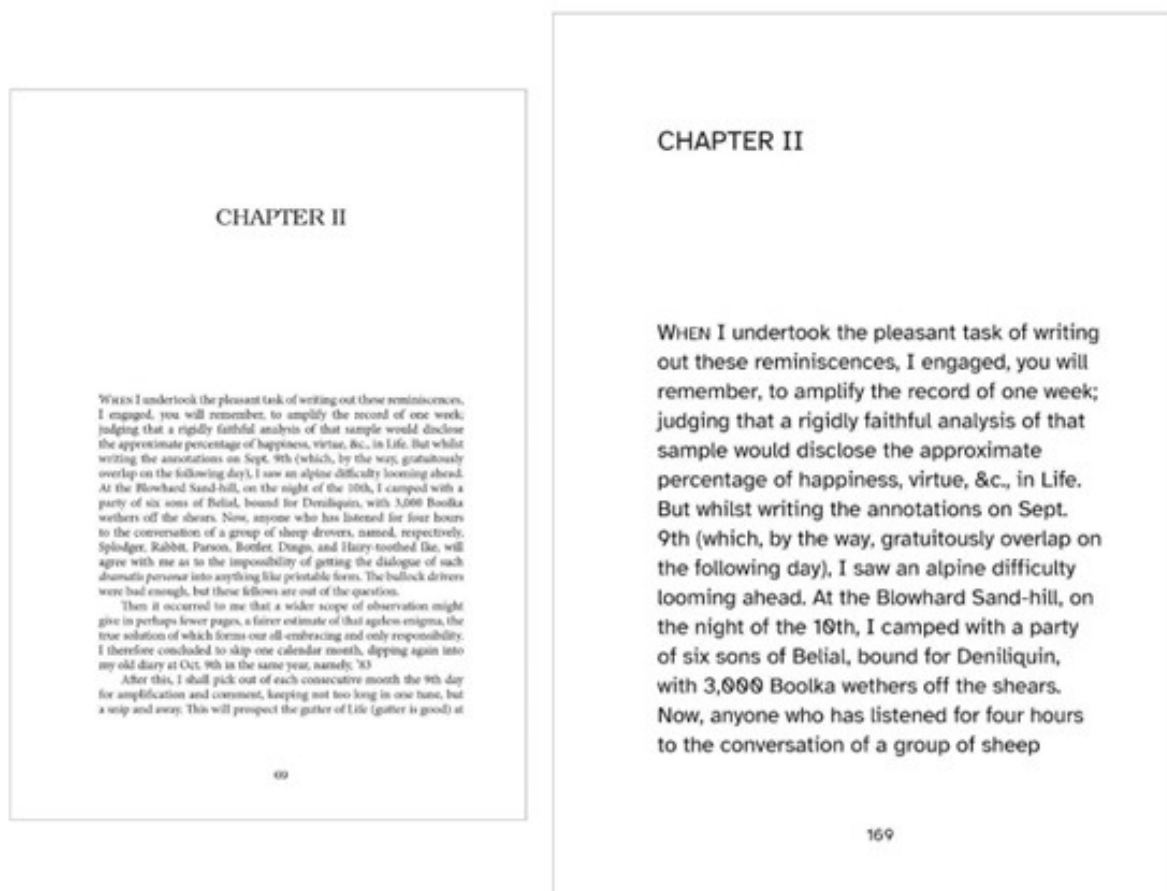 CHAPTER II
WHEN I undertook the pleasant task of writing out these reminiscences,
I engaged, you will remember, to amplify the record of one week;
judging that a rigidly faithful analysis of that sample would disclose
the approximate percentage of happiness, virtue, &c., in Life. But whilst
writing the annotations on Sept. 9th (which, by the way, gratuitously
overlap on the following day), I saw an alpine difficulty looming ahead.
At the Blowhard Sand-hill, on the night of the 10th, I camped with a
party of six sons of Belial, bound for Deniliquin, with 3,000 Boolka
wethers off the shears. Now, anyone who has listened for four hours
to the conversation of a group of sheep drovers, named, respectively,
Splodger, Rabbit, Parson, Bottler, Dingo, and Hairy-toothed Ike, will
agree with me as to the impossibility of getting the dialogue of such
dramatis personae into anything like printable form. The bullock drivers
were bad enough, but these fellows are out of the question.
Then it occurred to me that a wider scope of observation might
give in perhaps fewer pages, a fairer estimate of that ageless enigma, the
true solution of which forms our all-embracing and only responsibility.
I therefore concluded to skip one calendar month, dipping again into
my old diary at Oct. 9th in the same year, namely, '83
After this, I shall pick out of each consecutive month the 9th day
for amplification and comment, keeping not too long in one tune, but
a snip and away. This will prospect the gutter of Life (gutter is good) at
69
CHAPTER II
WHEN I undertook the pleasant task of writing
out these reminiscences, I engaged, you will
remember, to amplify the record of one week;
judging that a rigidly faithful analysis of that
sample would disclose the approximate
percentage of happiness, virtue, &c., in Life.
But whilst writing the annotations on Sept.
9th (which, by the way, gratuitously overlap on
the following day), I saw an alpine difficulty
looming ahead. At the Blowhard Sand-hill, on
the night of the 10th, I camped with a party
of six sons of Belial, bound for Deniliquin,
with 3,000 Boolka wethers off the shears.
Now, anyone who has listened for four hours
to the conversation of a group of sheep
169